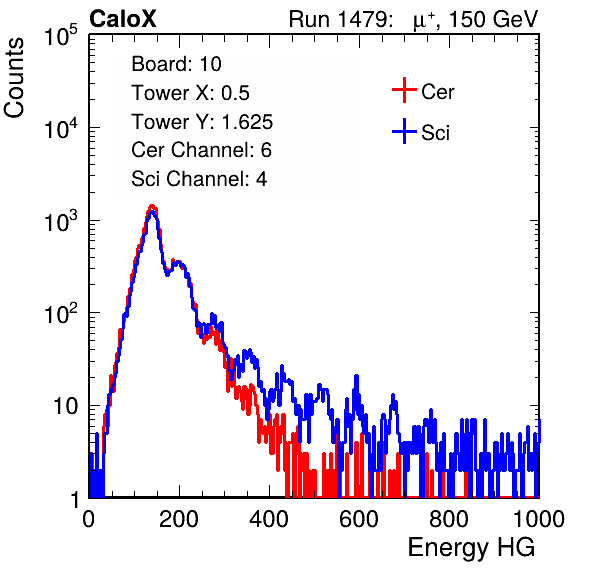 CaloX Run 1479: μ⁺, 150 GeV
Counts
10⁵
10⁴
10³
10²
10
1
Board: 10
Tower X: 0.5
Tower Y: 1.625
Cer Channel: 6
Sci Channel: 4
Cer
Sci
0 200 400 600 800 1000
Energy HG